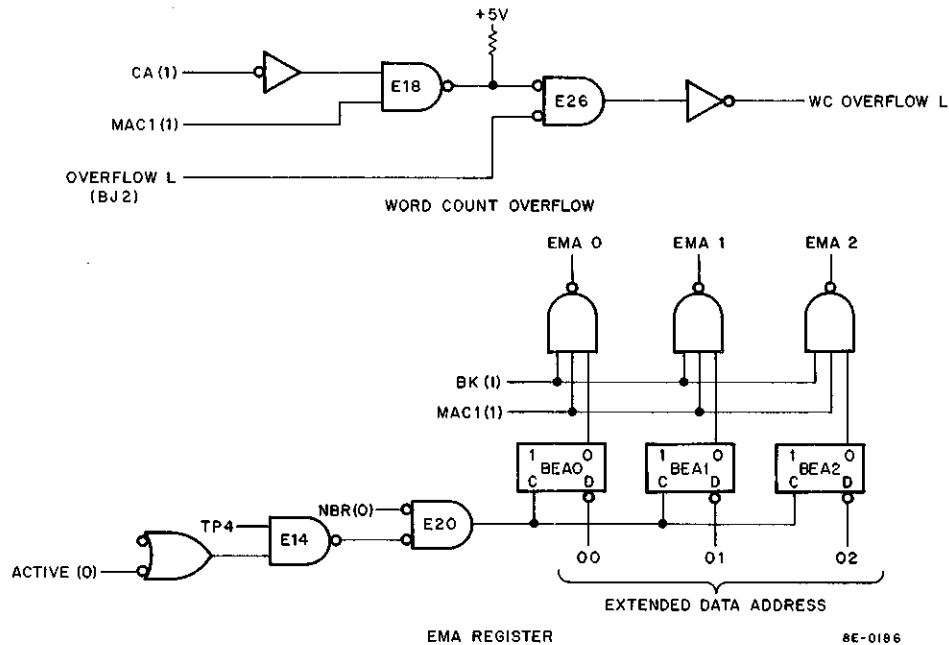 +5V
CA(1)
E18
E26
WC OVERFLOW L
MAC1(1)
OVERFLOW L
(BJ2)
WORD COUNT OVERFLOW
EMA 0 EMA 1 EMA 2
BK(1)
MAC1(1)
1 0 1 0 1 0
BEA0 BEA1 BEA2
C D C D C D
NBR(0)
TP4
E14
E20
ACTIVE (0)
00 01 02
EXTENDED DATA ADDRESS
EMA REGISTER
8E-0186